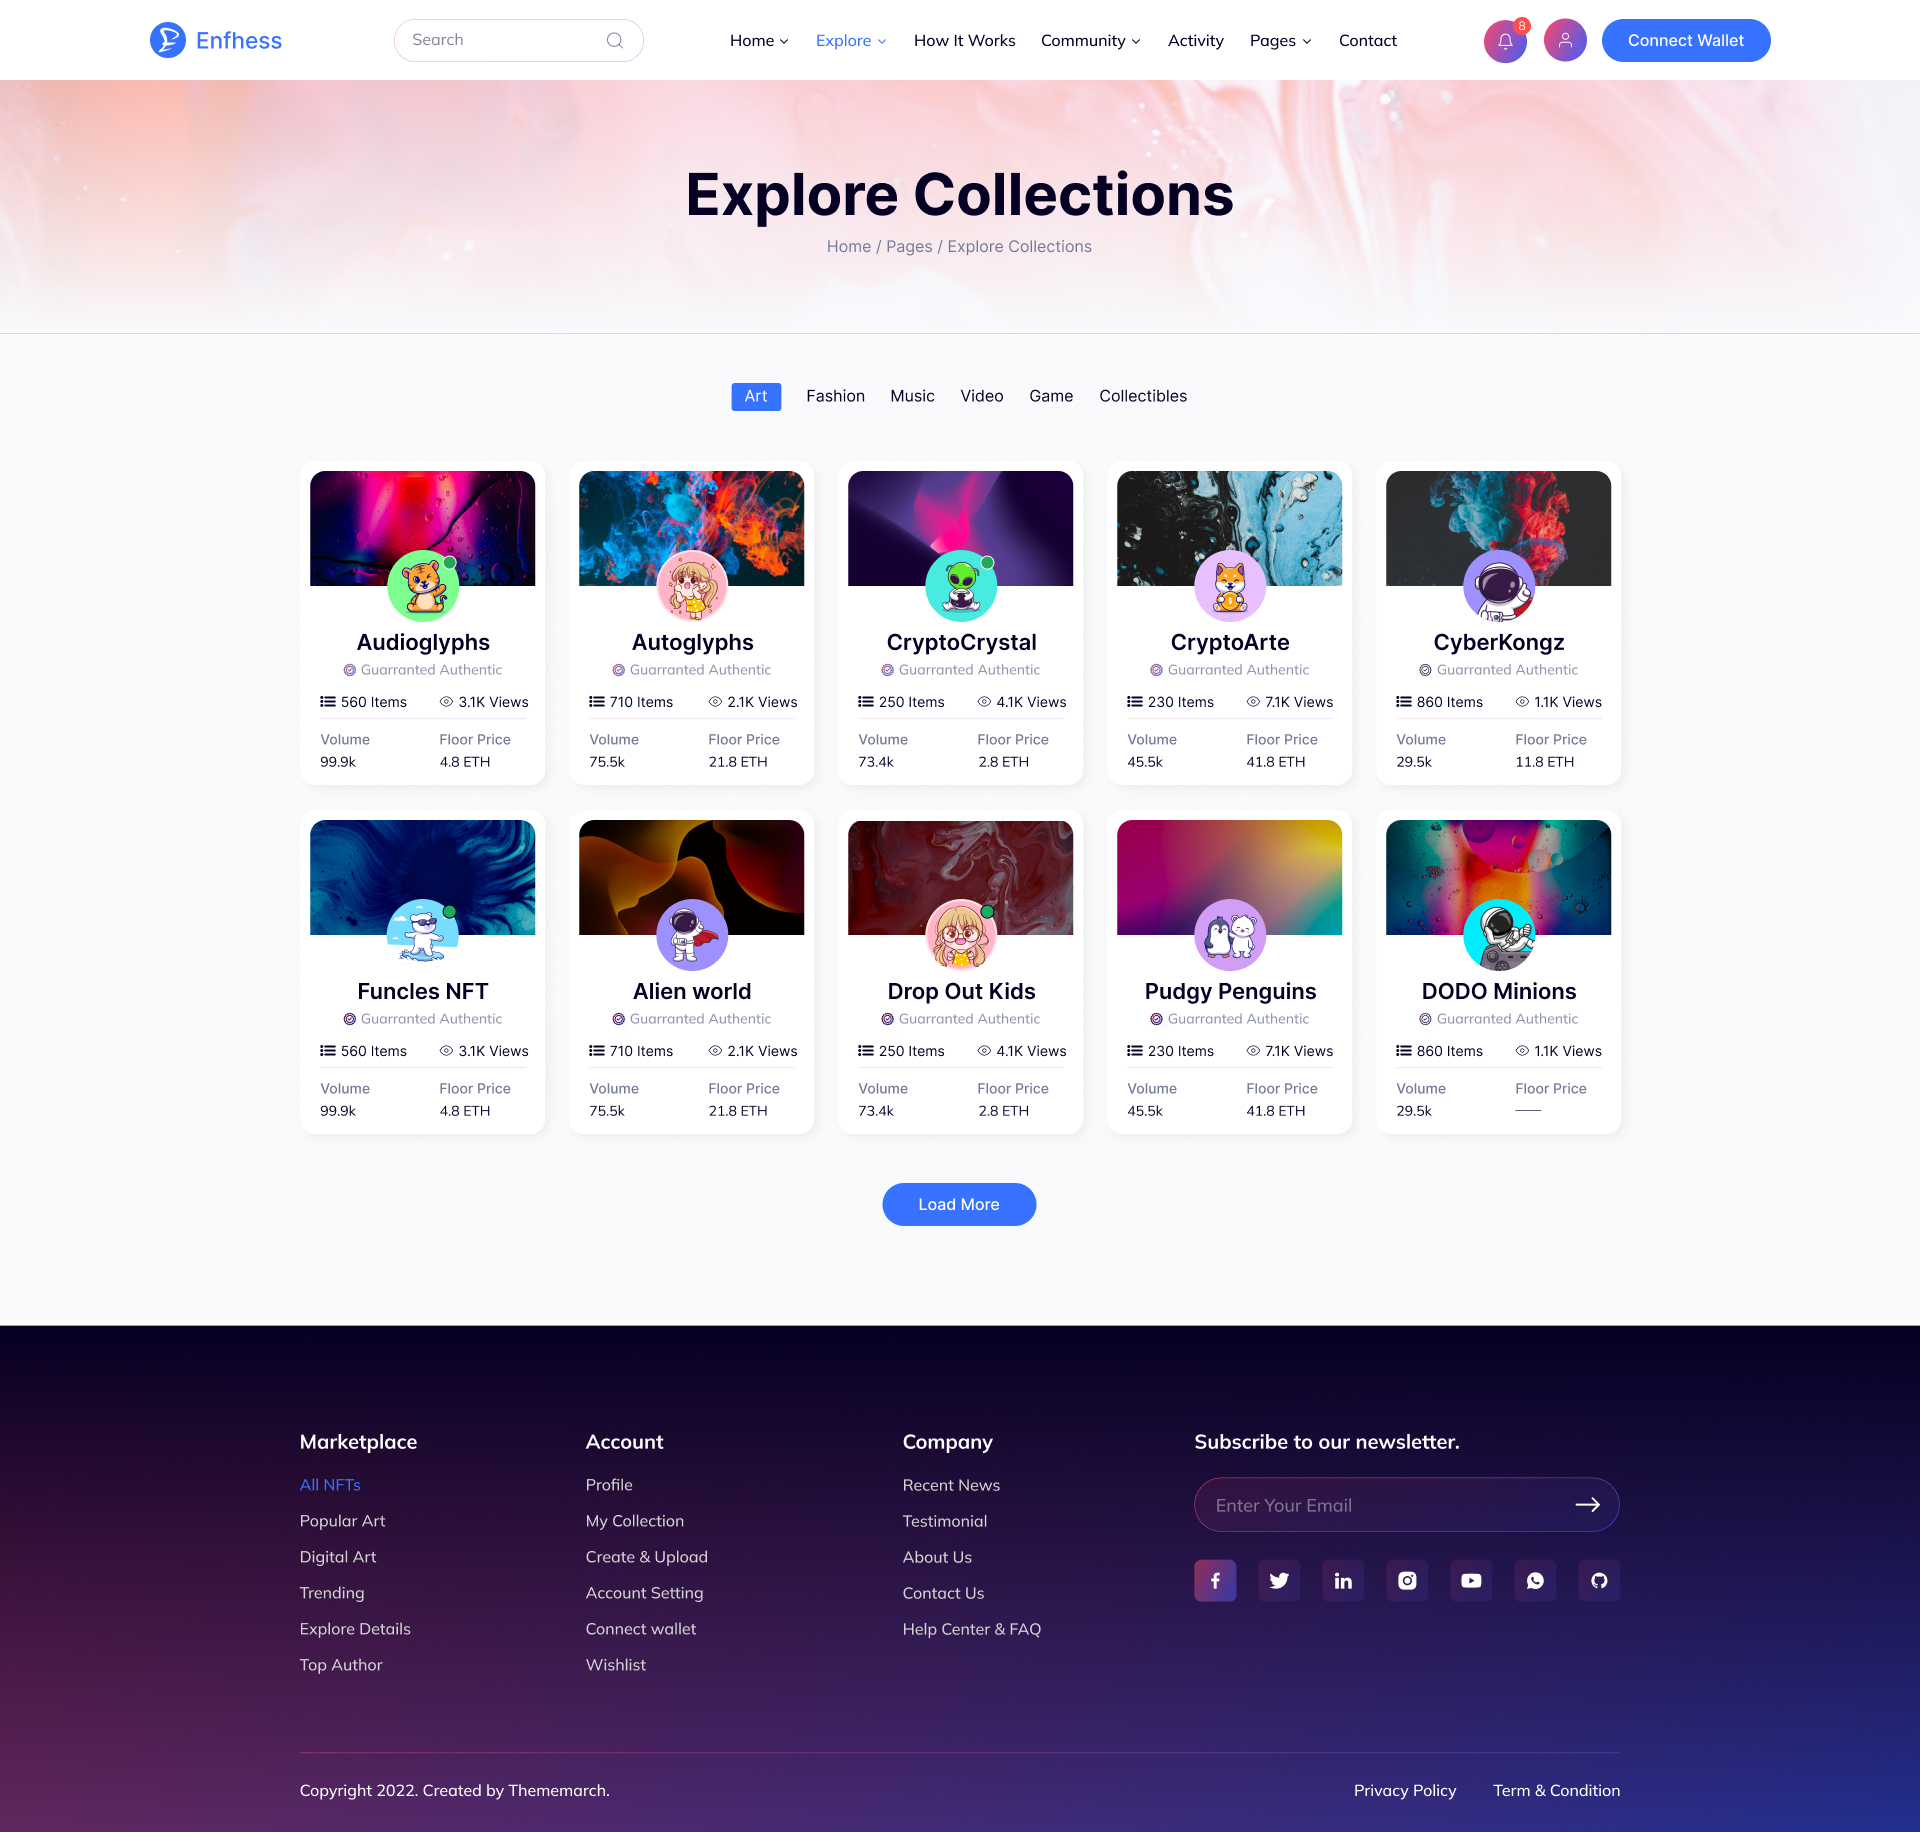 Enfhess
Search
Home
Explore
How It Works
Community
Activity
Pages
Contact
8
Connect Wallet
Explore Collections
Home / Pages / Explore Collections
Art
Fashion
Music
Video
Game
Collectibles
Audioglyphs
Guarranted Authentic
560 Items
3.1K Views
Volume
Floor Price
99.9k
4.8 ETH
Autoglyphs
Guarranted Authentic
710 Items
2.1K Views
Volume
Floor Price
75.5k
21.8 ETH
CryptoCrystal
Guarranted Authentic
250 Items
4.1K Views
Volume
Floor Price
73.4k
2.8 ETH
CryptoArte
Guarranted Authentic
230 Items
7.1K Views
Volume
Floor Price
45.5k
41.8 ETH
CyberKongz
Guarranted Authentic
860 Items
1.1K Views
Volume
Floor Price
29.5k
11.8 ETH
Funcles NFT
Guarranted Authentic
560 Items
3.1K Views
Volume
Floor Price
99.9k
4.8 ETH
Alien world
Guarranted Authentic
710 Items
2.1K Views
Volume
Floor Price
75.5k
21.8 ETH
Drop Out Kids
Guarranted Authentic
250 Items
4.1K Views
Volume
Floor Price
73.4k
2.8 ETH
Pudgy Penguins
Guarranted Authentic
230 Items
7.1K Views
Volume
Floor Price
45.5k
41.8 ETH
DODO Minions
Guarranted Authentic
860 Items
1.1K Views
Volume
Floor Price
29.5k
Load More
Marketplace
All NFTs
Popular Art
Digital Art
Trending
Explore Details
Top Author
Account
Profile
My Collection
Create & Upload
Account Setting
Connect wallet
Wishlist
Company
Recent News
Testimonial
About Us
Contact Us
Help Center & FAQ
Subscribe to our newsletter.
Enter Your Email
Copyright 2022. Created by Thememarch.
Privacy Policy
Term & Condition